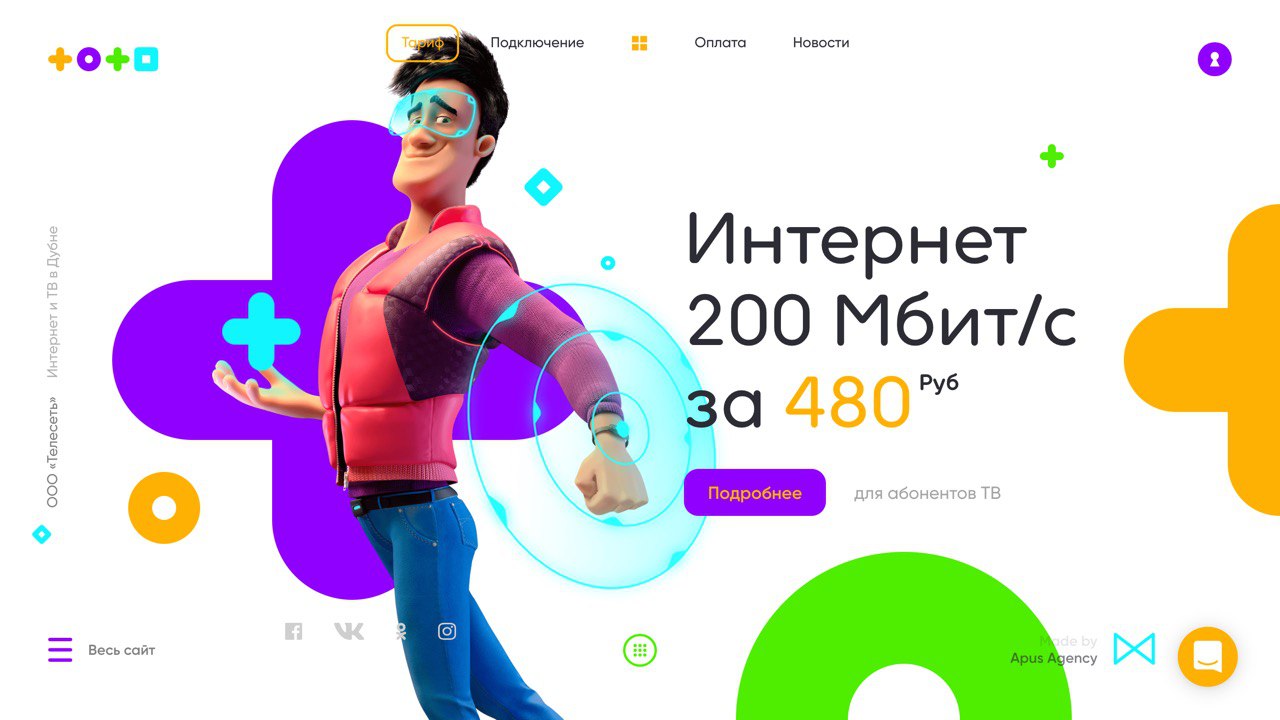 Тариф
Подключение
Оплата
Новости
ООО «Телесеть» Интернет и ТВ в Дубне
Интернет
200 Мбит/с
за 480 Руб
Подробнее
для абонентов ТВ
Весь сайт
Made by
Apus Agency